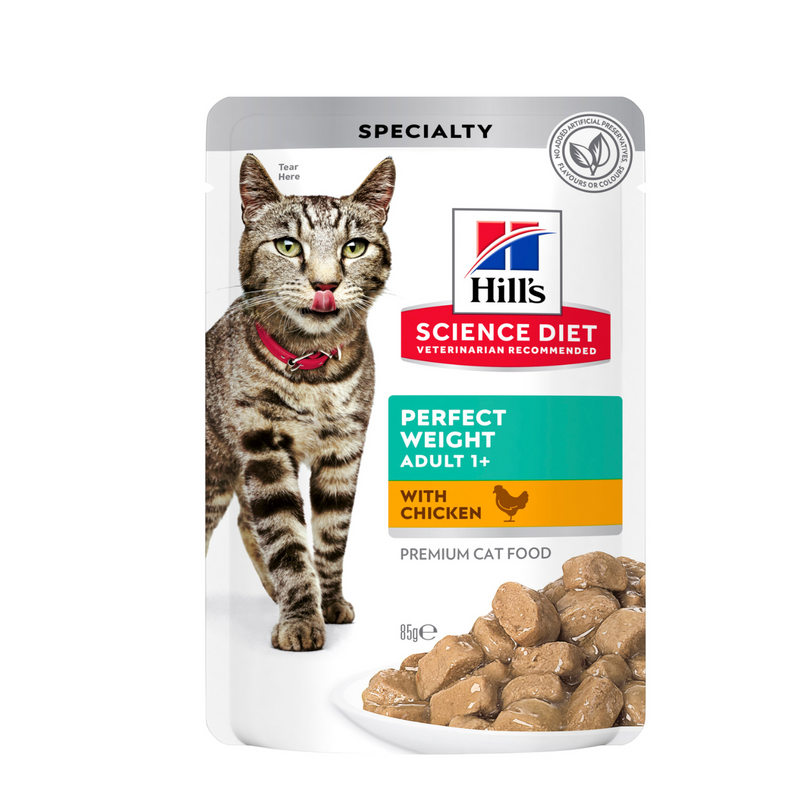 SPECIALTY
NO ADDED ARTIFICIAL PRESERVATIVES,
FLAVOURS OR COLOURS
Tear
Here
Hill's
SCIENCE DIET
VETERINARIAN RECOMMENDED
PERFECT
WEIGHT
ADULT 1+
WITH
CHICKEN
PREMIUM CAT FOOD
85g℮